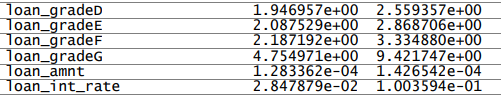 loan_gradeD 1.946957e+00 2.559357e+00
loan_gradeE 2.087529e+00 2.868706e+00
loan_gradeF 2.187192e+00 3.334880e+00
loan_gradeG 4.754971e+00 9.421747e+00
loan_amnt 1.283362e-04 1.426542e-04
loan_int_rate 2.847879e-02 1.003594e-01